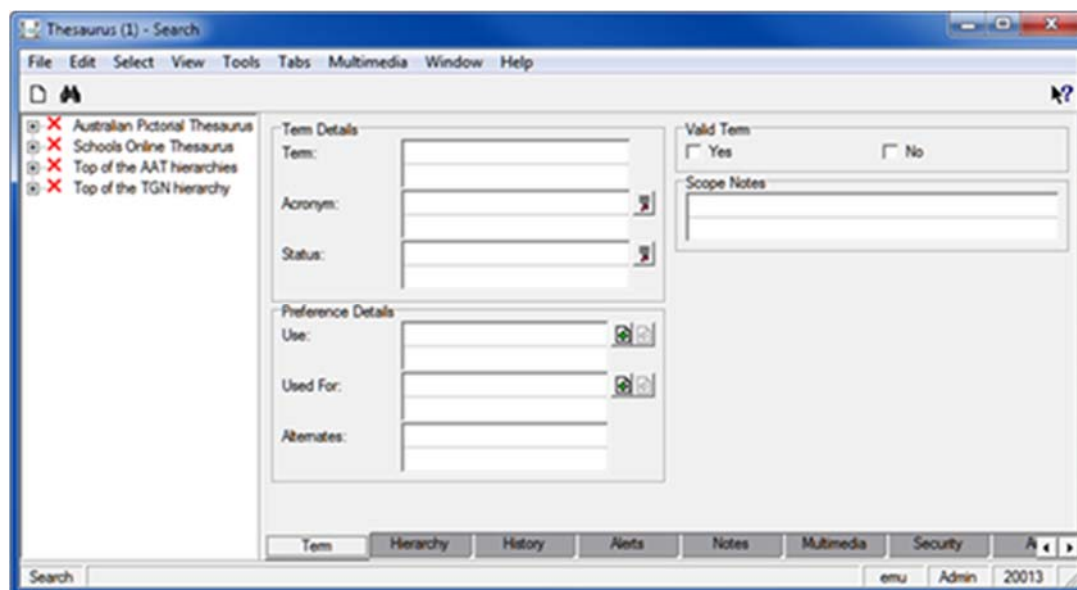 Thesaurus (1) - Search
File Edit Select View Tools Tabs Multimedia Window Help
Australian Pictorial Thesaurus
Schools Online Thesaurus
Top of the AAT hierarchies
Top of the TGN hierarchy
Term Details
Term:
Acronym:
Status:
Preference Details
Use:
Used For:
Alternates:
Valid Term
Yes No
Scope Notes
Term Hierarchy History Alerts Notes Multimedia Security
Search emu Admin 20013